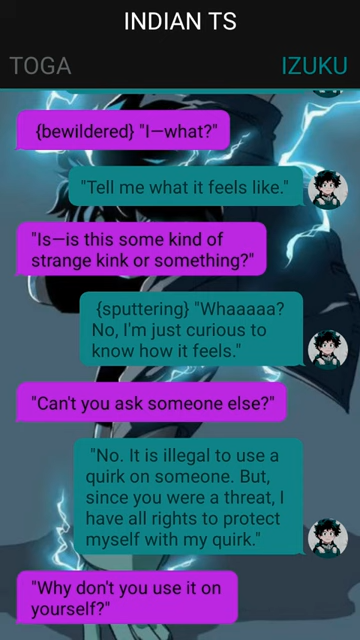 INDIAN TS
TOGA
IZUKU
{bewildered} "I—what?"
"Tell me what it feels like."
"Is—is this some kind of
strange kink or something?"
{sputtering} "Whaaaaa?
No, I'm just curious to
know how it feels."
"Can't you ask someone else?"
"No. It is illegal to use a
quirk on someone. But,
since you were a threat, I
have all rights to protect
myself with my quirk."
"Why don't you use it on
yourself?"